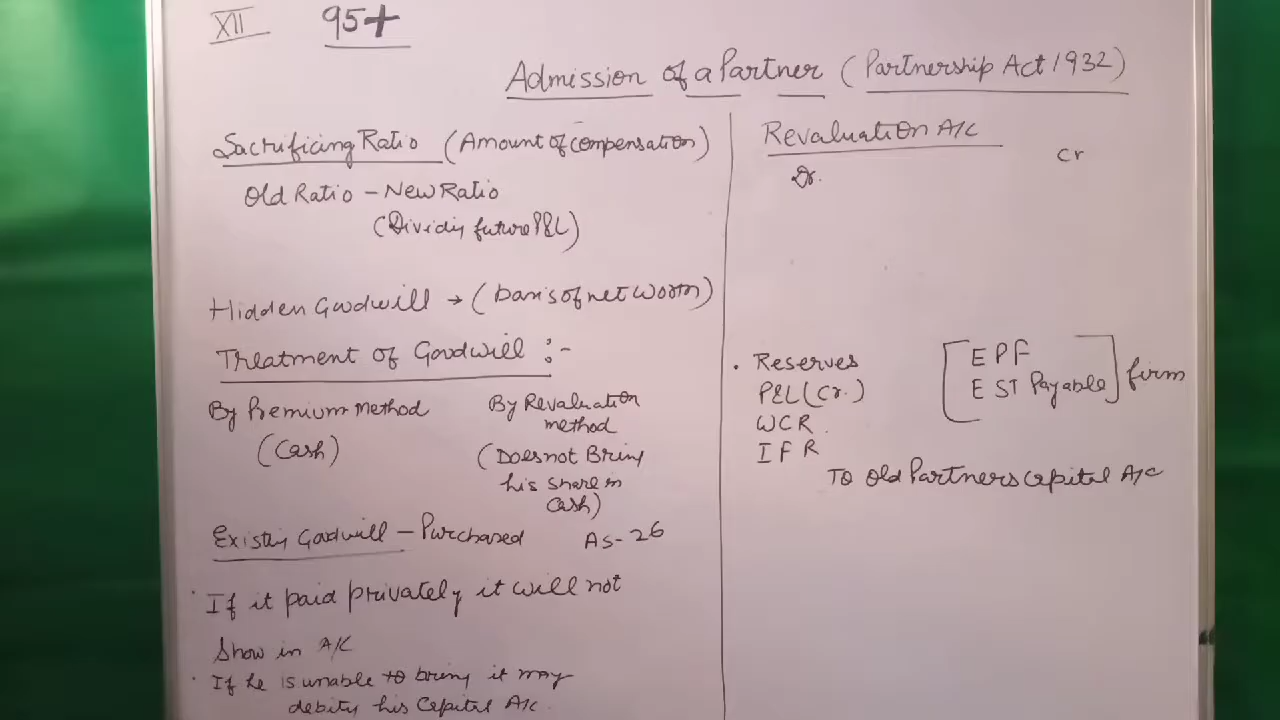 XII
95+
Admission of a Partner (Partnership Act 1932)
Sacrificing Ratio (Amount of compensation)
Old Ratio - New Ratio
(Dividing future P&L)
Hidden Goodwill → (basis of net worth)
Treatment of Goodwill :-
By Premium Method
(Cash)
By Revaluation
method
(Does not Bring
his share in
Cash)
Existing Goodwill - Purchased AS-26
· If it paid privately it will not
Show in A/C
· If he is unable to bring it may
debity his Capital A/C
Revaluation A/C
Dr. Cr
· Reserves
P&L (Cr.)
WCR.
IFR
EPF
EST Payable
firm
To Old Partners capital A/C